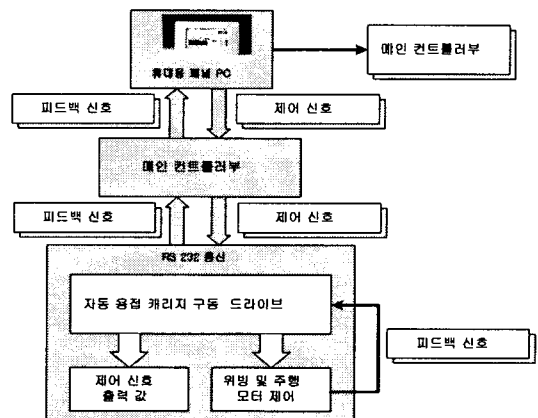 휴대용 패널 PC
메인 컨트롤러부
피드백 신호
제어 신호
메인 컨트롤러부
피드백 신호
제어 신호
RS 232 통신
자동 용접 캐리지 구동 드라이브
피드백 신호
제어 신호
출력 값
위빙 및 주행
모터 제어